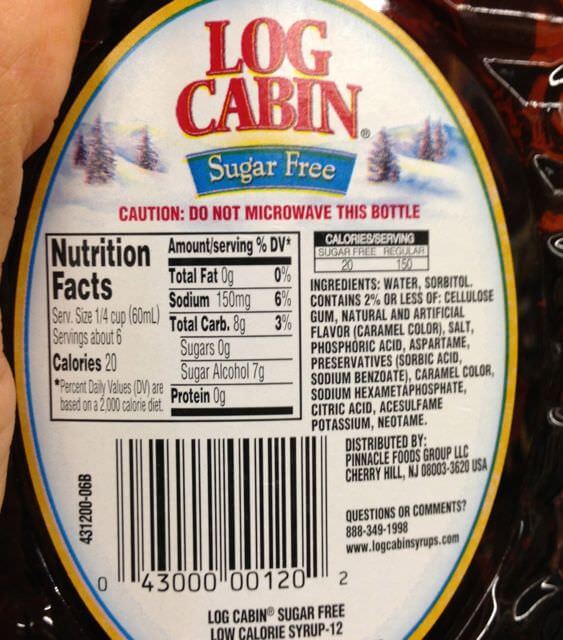 LOG
CABIN®
Sugar Free
CAUTION: DO NOT MICROWAVE THIS BOTTLE
Nutrition
Facts
Serv. Size 1/4 cup (60mL)
Servings about 6
Calories 20
*Percent Daily Values (DV) are
based on a 2,000 calorie diet.
Amount/serving % DV*
Total Fat 0g 0%
Sodium 150mg 6%
Total Carb. 8g 3%
Sugars 0g
Sugar Alcohol 7g
Protein 0g
CALORIES/SERVING
SUGAR FREE REGULAR
20 150
INGREDIENTS: WATER, SORBITOL.
CONTAINS 2% OR LESS OF: CELLULOSE
GUM, NATURAL AND ARTIFICIAL
FLAVOR (CARAMEL COLOR), SALT,
PHOSPHORIC ACID, ASPARTAME,
PRESERVATIVES (SORBIC ACID,
SODIUM BENZOATE), CARAMEL COLOR,
SODIUM HEXAMETAPHOSPHATE,
CITRIC ACID, ACESULFAME
POTASSIUM, NEOTAME.
DISTRIBUTED BY:
PINNACLE FOODS GROUP LLC
CHERRY HILL, NJ 08003-3620 USA
QUESTIONS OR COMMENTS?
888-349-1998
www.logcabinsyrups.com
431200-06B
0 43000 00120 2
LOG CABIN® SUGAR FREE
LOW CALORIE SYRUP-12